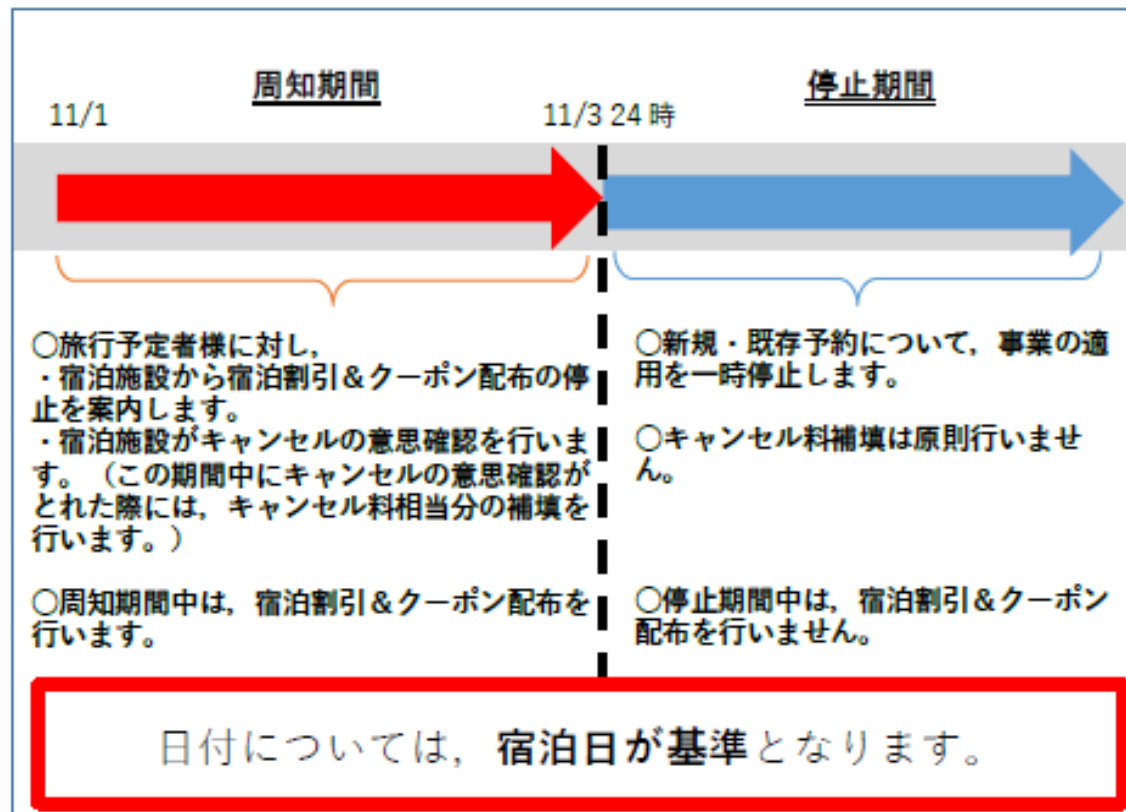 周知期間
停止期間
11/1
11/3 24 時
○旅行予定者様に対し，
・宿泊施設から宿泊割引＆クーポン配布の停
止を案内します。
・宿泊施設がキャンセルの意思確認を行いま
す。（この期間中にキャンセルの意思確認が
とれた際には，キャンセル料相当分の補填を
行います。）
○周知期間中は，宿泊割引＆クーポン配布を
行います。
○新規・既存予約について，事業の適
用を一時停止します。
○キャンセル料補填は原則行いませ
ん。
○停止期間中は，宿泊割引＆クーポン
配布を行いません。
日付については，宿泊日が基準となります。